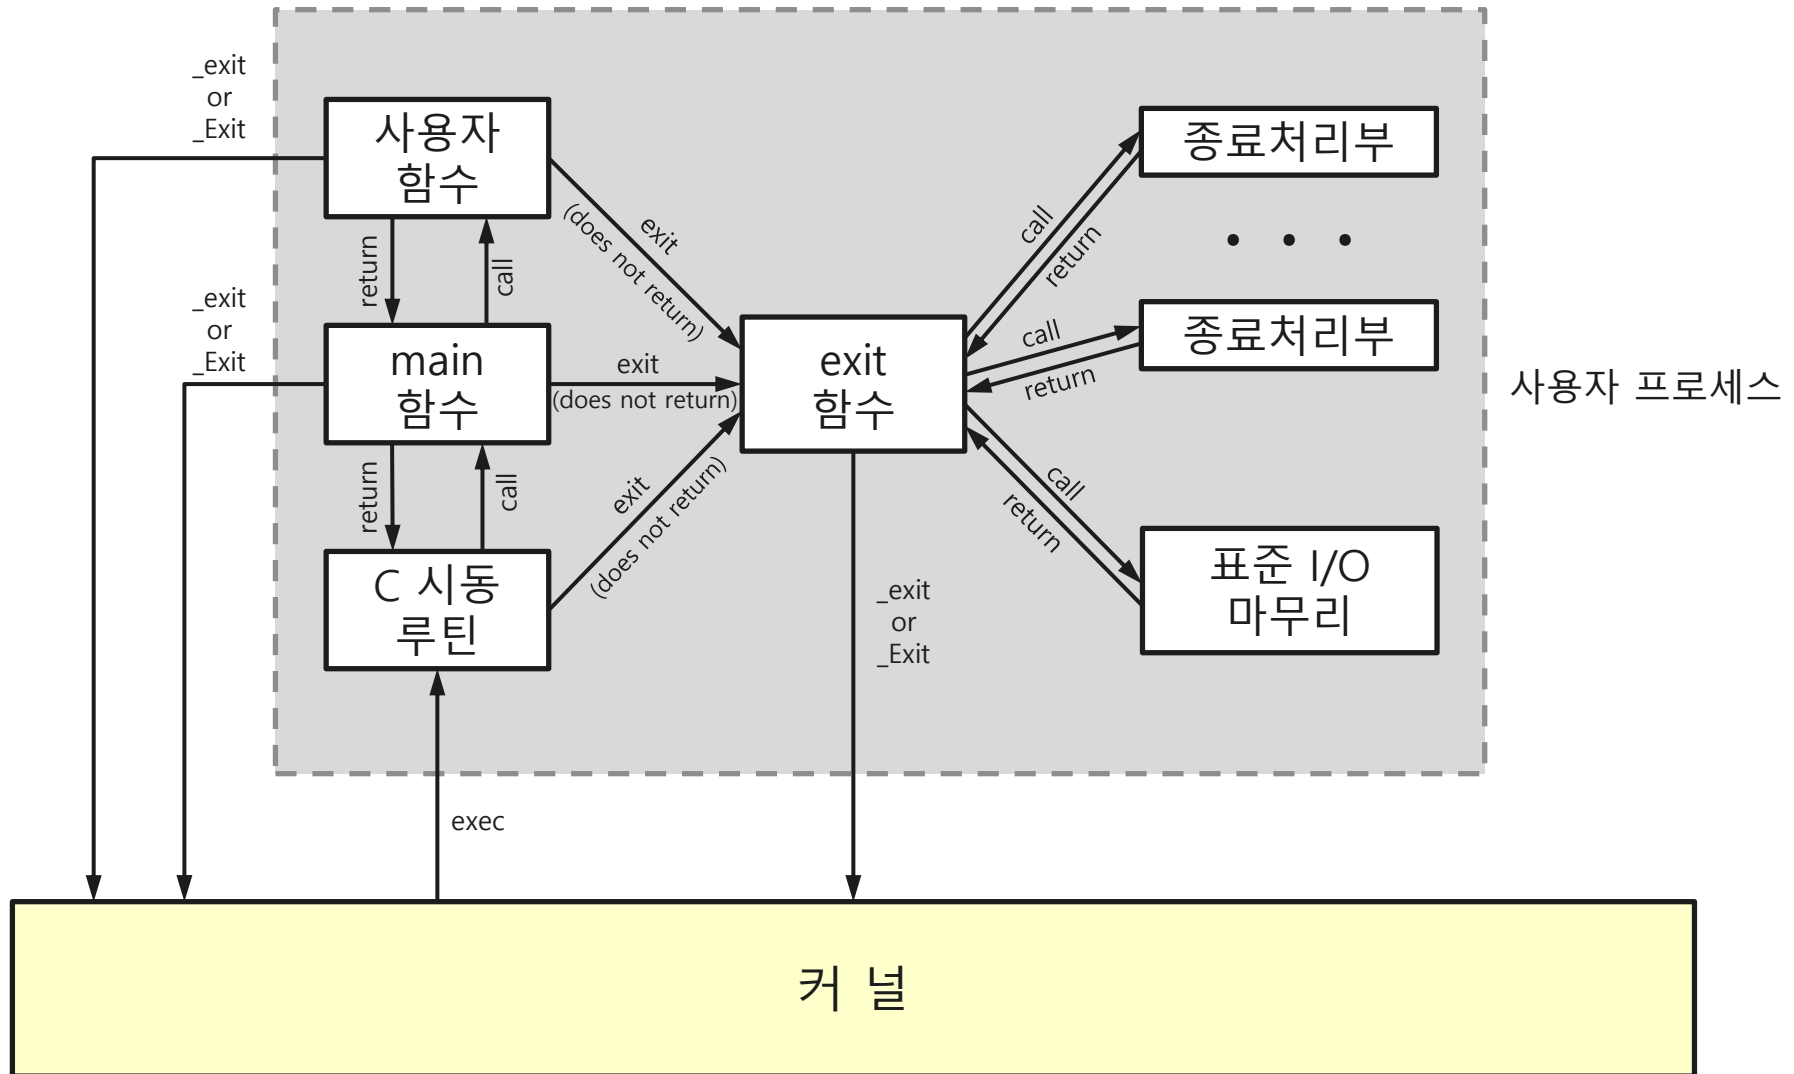 _exit
or
_Exit
사용자
함수
종료처리부
exit
(does not return)
call
return
return
call
. . .
_exit
or
_Exit
main
함수
exit
(does not return)
exit
함수
call
return
종료처리부
사용자 프로세스
return
call
exit
(does not return)
call
return
C 시동
루틴
_exit
or
_Exit
표준 I/O
마무리
exec
커 널